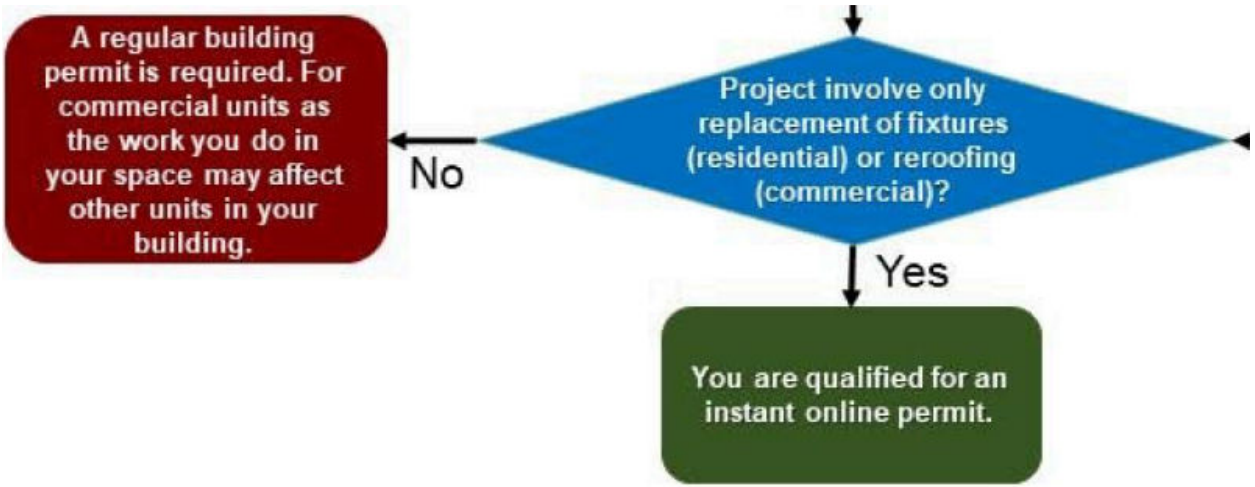 A regular building
permit is required. For
commercial units as
the work you do in
your space may affect
other units in your
building.
No
Project involve only
replacement of fixtures
(residential) or reroofing
(commercial)?
Yes
You are qualified for an
instant online permit.